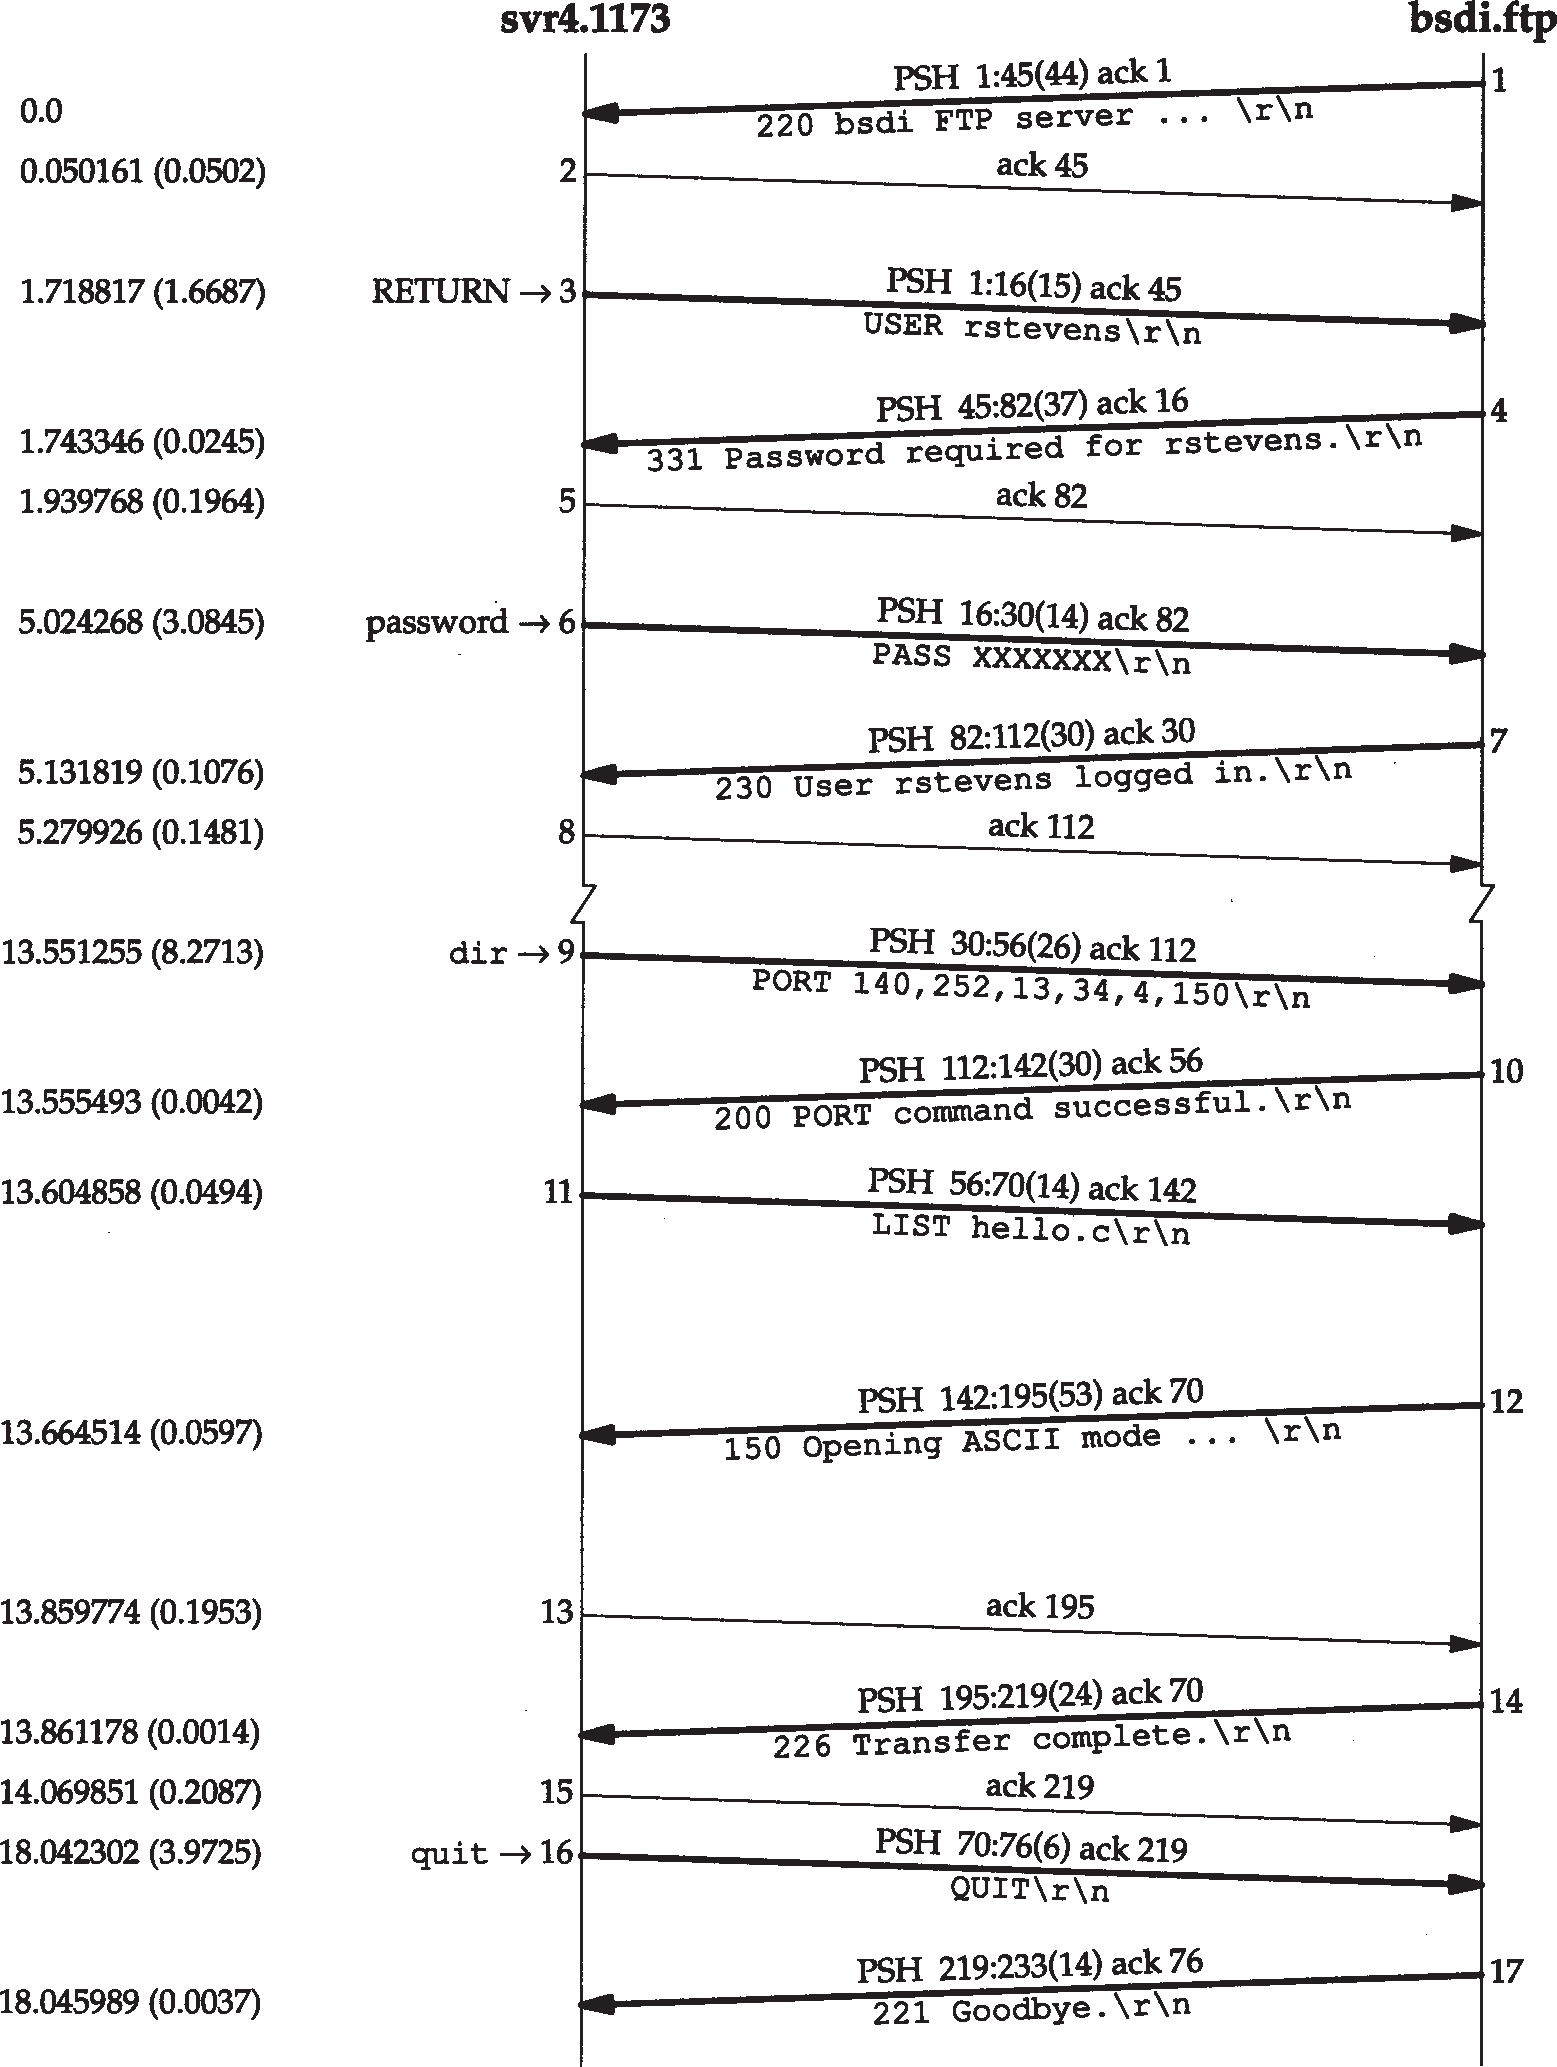 svr4.1173 bsdi.ftp
PSH 1:45(44) ack 1 1
0.0
220 bsdi FTP server ... \r\n
0.050161 (0.0502) 2 ack 45
1.718817 (1.6687) RETURN → 3 PSH 1:16(15) ack 45
USER rstevens\r\n
PSH 45:82(37) ack 16 4
1.743346 (0.0245)
331 Password required for rstevens.\r\n
1.939768 (0.1964) 5 ack 82
5.024268 (3.0845) password → 6 PSH 16:30(14) ack 82
PASS XXXXXXX\r\n
PSH 82:112(30) ack 30 7
5.131819 (0.1076)
230 User rstevens logged in.\r\n
5.279926 (0.1481) 8 ack 112
13.551255 (8.2713) dir → 9 PSH 30:56(26) ack 112
PORT 140,252,13,34,4,150\r\n
PSH 112:142(30) ack 56 10
13.555493 (0.0042)
200 PORT command successful.\r\n
13.604858 (0.0494) 11 PSH 56:70(14) ack 142
LIST hello.c\r\n
PSH 142:195(53) ack 70 12
13.664514 (0.0597)
150 Opening ASCII mode ... \r\n
13.859774 (0.1953) 13 ack 195
PSH 195:219(24) ack 70 14
13.861178 (0.0014)
226 Transfer complete.\r\n
14.069851 (0.2087) 15 ack 219
18.042302 (3.9725) quit → 16 PSH 70:76(6) ack 219
QUIT\r\n
PSH 219:233(14) ack 76 17
18.045989 (0.0037)
221 Goodbye.\r\n